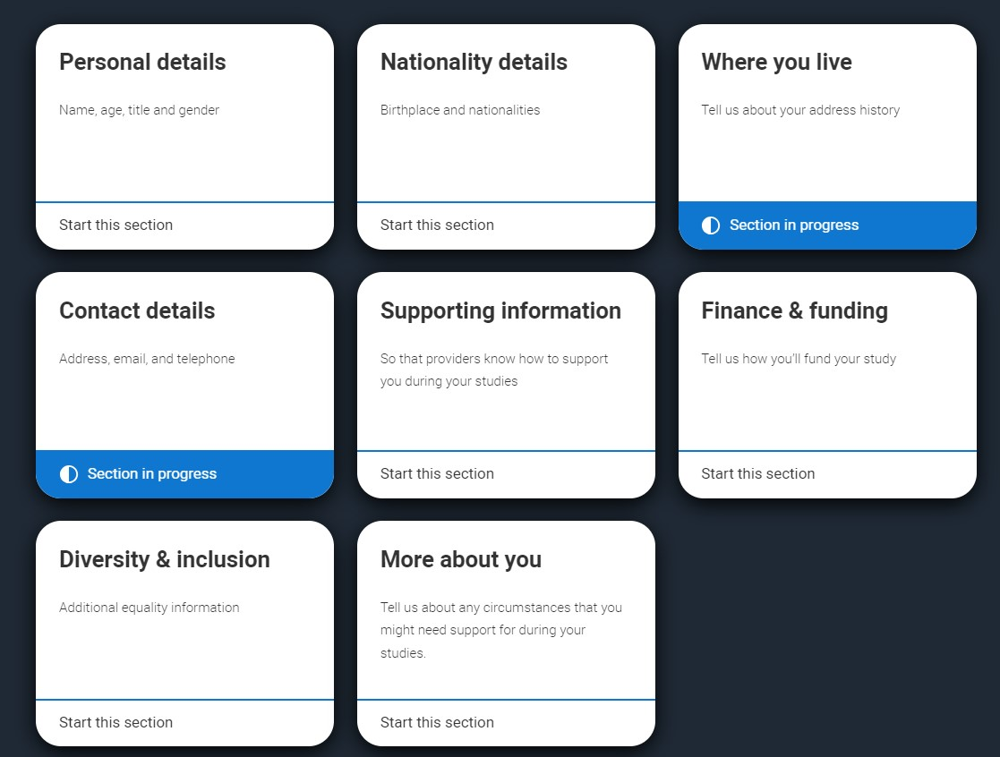 Personal details
Name, age, title and gender
Start this section
Nationality details
Birthplace and nationalities
Start this section
Where you live
Tell us about your address history
Section in progress
Contact details
Address, email, and telephone
Section in progress
Supporting information
So that providers know how to support
you during your studies
Start this section
Finance & funding
Tell us how you'll fund your study
Start this section
Diversity & inclusion
Additional equality information
Start this section
More about you
Tell us about any circumstances that you
might need support for during your
studies.
Start this section